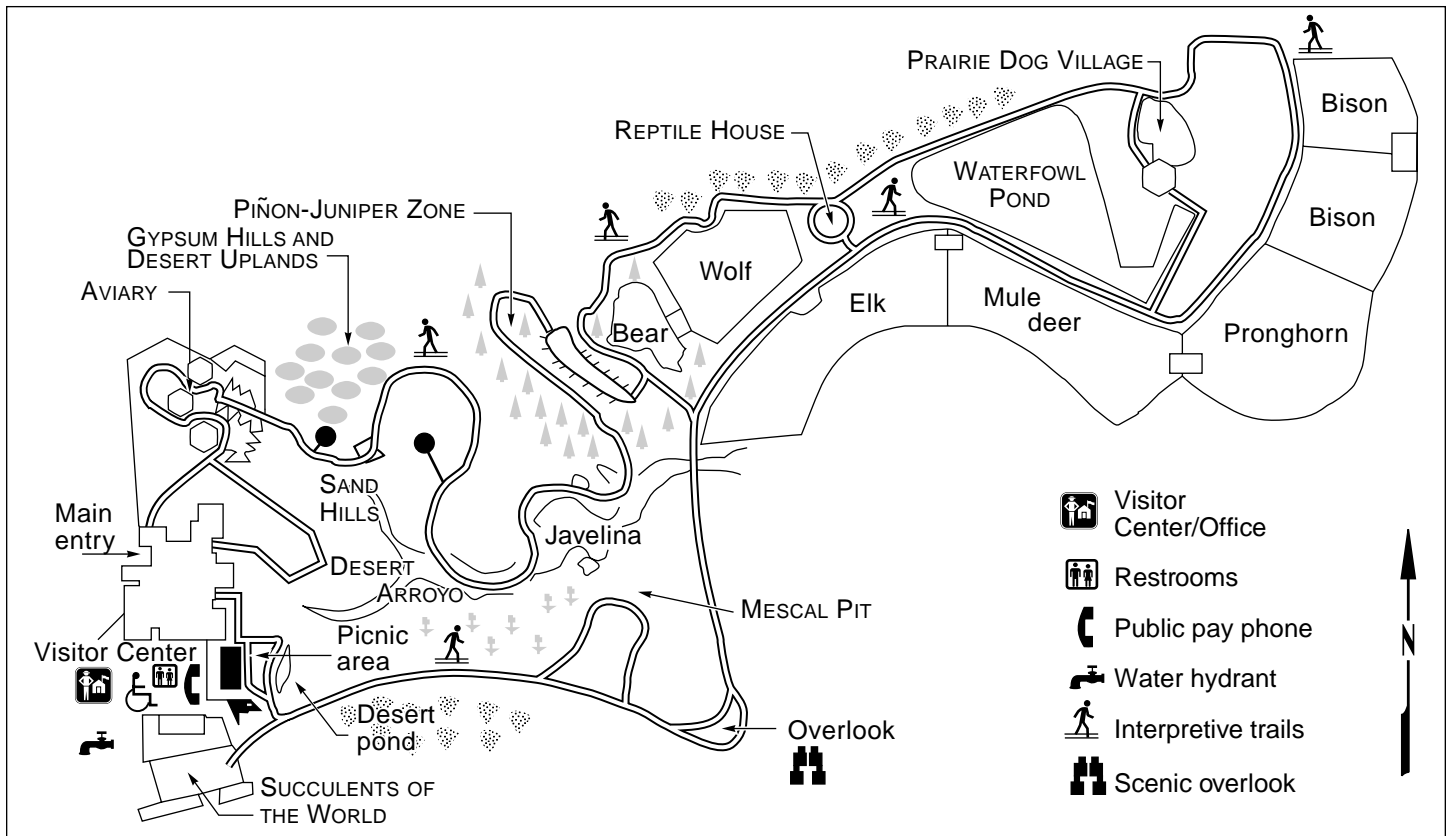 PRAIRIE DOG VILLAGE
Bison
REPTILE HOUSE
WATERFOWL
POND
PIÑON-JUNIPER ZONE
GYPSUM HILLS AND
DESERT UPLANDS
Bison
AVIARY
Wolf
Elk
Mule
deer
Bear
Pronghorn
SAND
HILLS
Main
entry
Javelina
DESERT
ARROYO
MESCAL PIT
Visitor Center
Picnic
area
Desert
pond
Overlook
SUCCULENTS OF
THE WORLD
Visitor
Center/Office
Restrooms
Public pay phone
Water hydrant
Interpretive trails
Scenic overlook
N